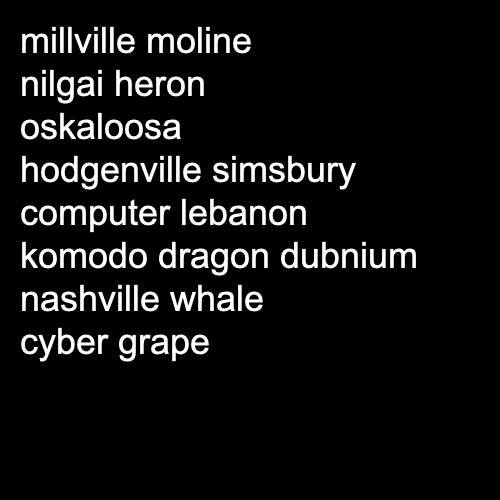 millville moline
nilgai heron
oskaloosa
hodgenville simsbury
computer lebanon
komodo dragon dubnium
nashville whale
cyber grape